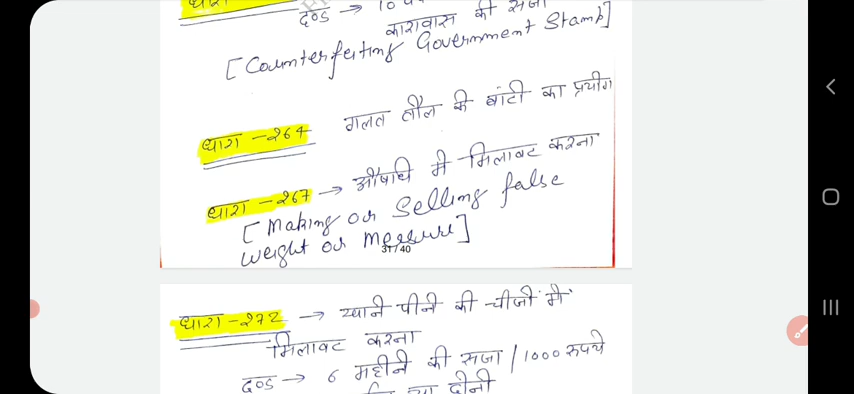 धारा
दण्ड → 10
कारावास की सजा
[Counterfeiting Government Stamp]
धारा -264 गलत तौल के बांटो का प्रयोग
धारा -267 → औषधि में मिलावट करना
[Making or Selling false
weight or Measure]
31/40
धारा -272 → खाने पीने की चीजों में
मिलावट करना
दण्ड → 6 महीने की सजा / 1000 रूपये
या दोनों